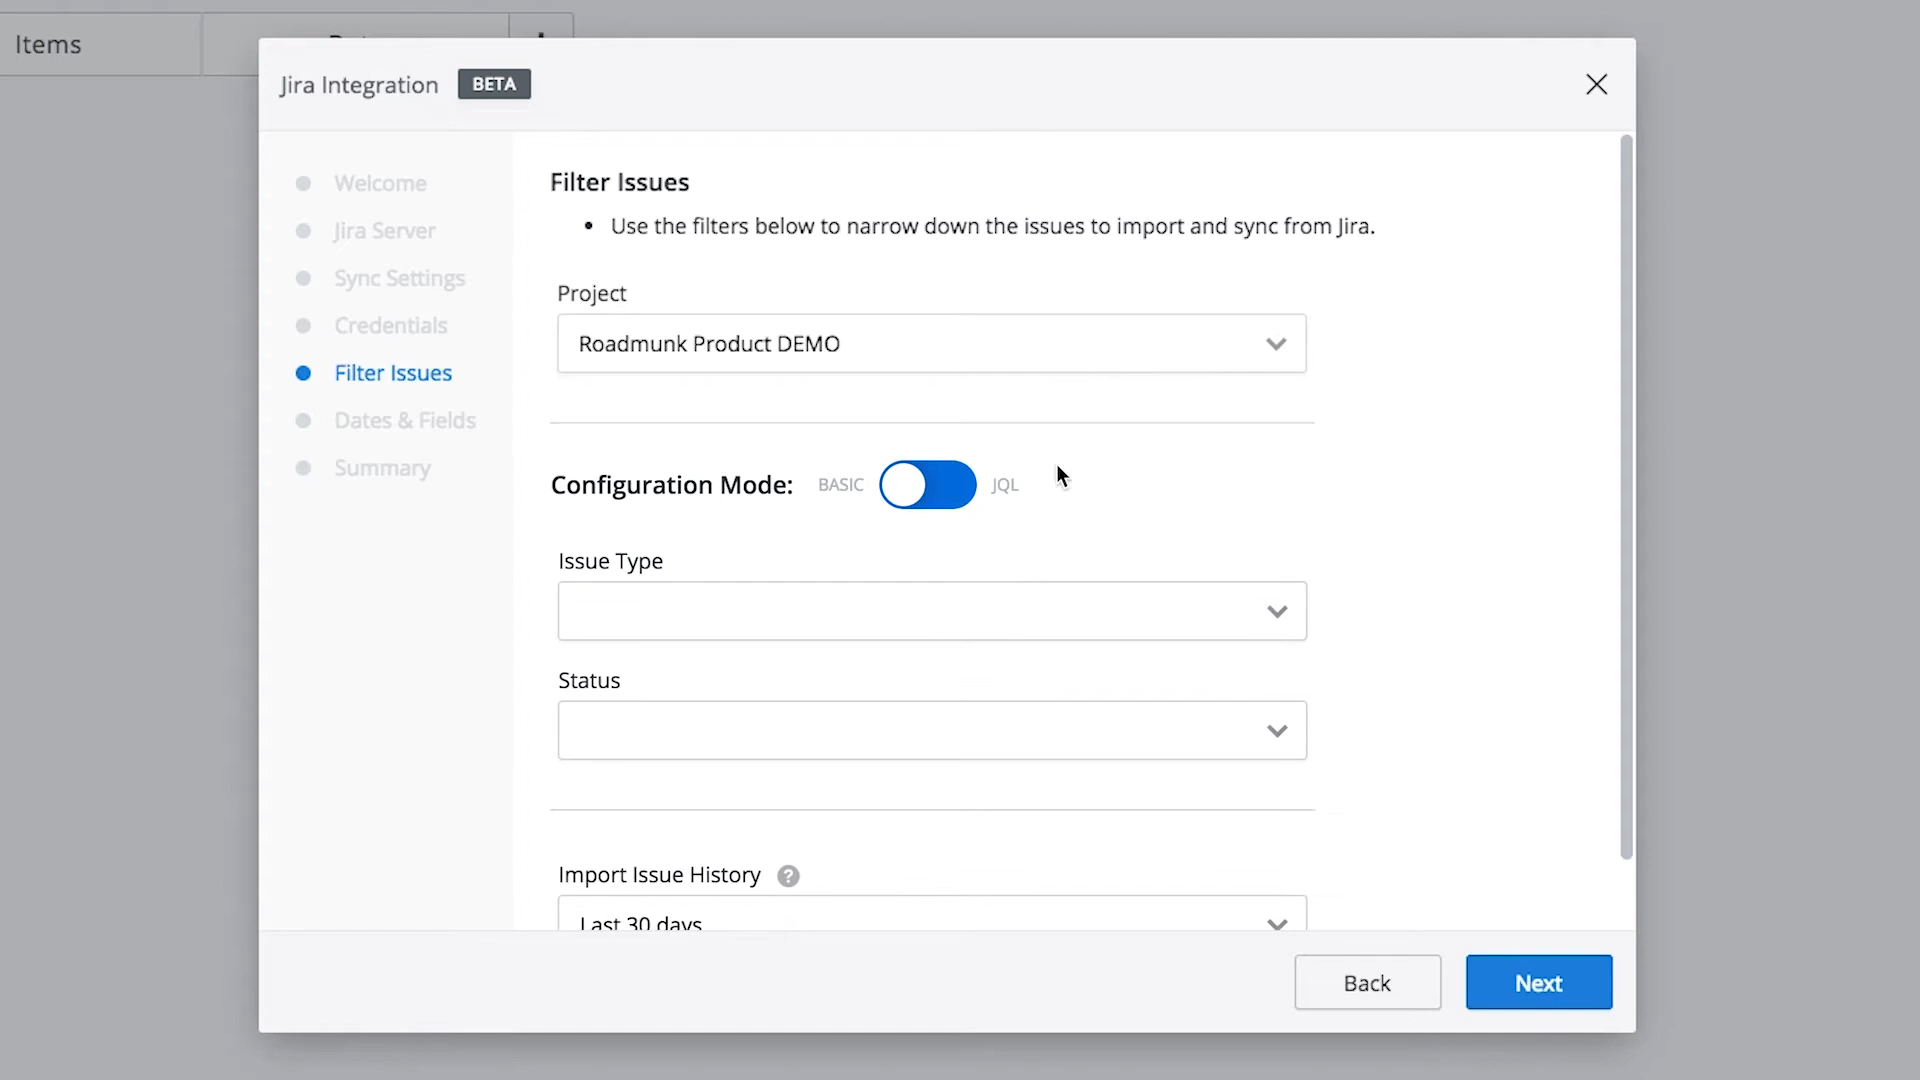 Items
Jira Integration BETA
Welcome
Jira Server
Sync Settings
Credentials
Filter Issues
Dates & Fields
Summary
Filter Issues
• Use the filters below to narrow down the issues to import and sync from Jira.
Project
Roadmunk Product DEMO
Configuration Mode: BASIC JQL
Issue Type
Status
Import Issue History ?
Last 30 days
Back Next